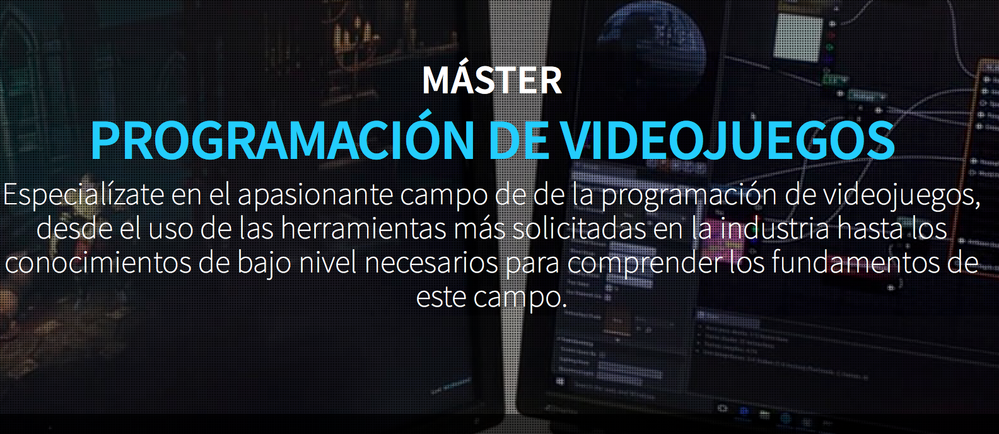 MÁSTER
PROGRAMACIÓN DE VIDEOJUEGOS
Especialízate en el apasionante campo de de la programación de videojuegos,
desde el uso de las herramientas más solicitadas en la industria hasta los
conocimientos de bajo nivel necesarios para comprender los fundamentos de
este campo.